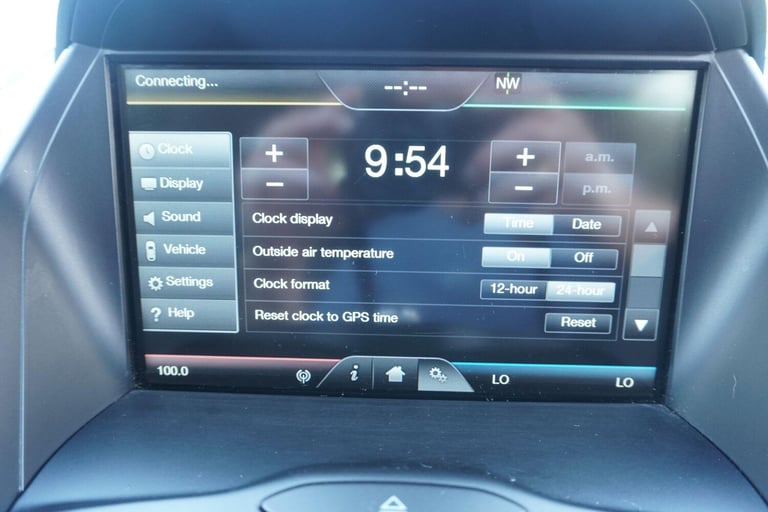 Connecting... --:-- NW
Clock
Display
Sound
Vehicle
Settings
? Help
+ 9:54 + a.m.
− − p.m.
Clock display Time Date
Outside air temperature On Off
Clock format 12-hour 24-hour
Reset clock to GPS time Reset
100.0 i LO LO